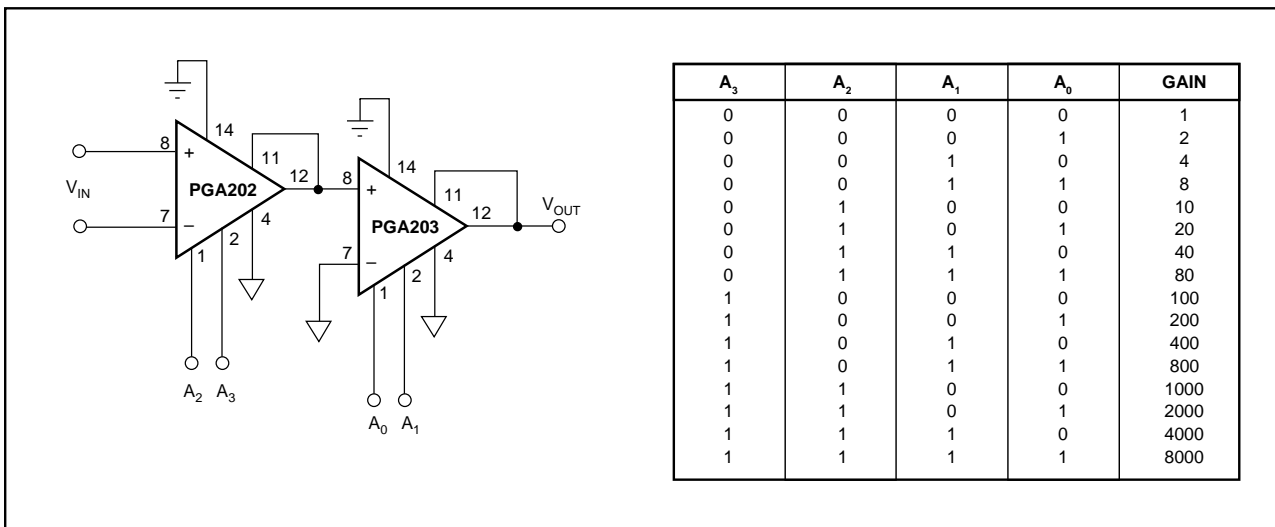 14
8
+
11
12
PGA202
V_IN
7
–
4
2
1
A_2 A_3
14
8
+
11
12
PGA203
V_OUT
7
–
4
2
1
A_0 A_1
A_3 A_2 A_1 A_0 GAIN
0 0 0 0 1
0 0 0 1 2
0 0 1 0 4
0 0 1 1 8
0 1 0 0 10
0 1 0 1 20
0 1 1 0 40
0 1 1 1 80
1 0 0 0 100
1 0 0 1 200
1 0 1 0 400
1 0 1 1 800
1 1 0 0 1000
1 1 0 1 2000
1 1 1 0 4000
1 1 1 1 8000